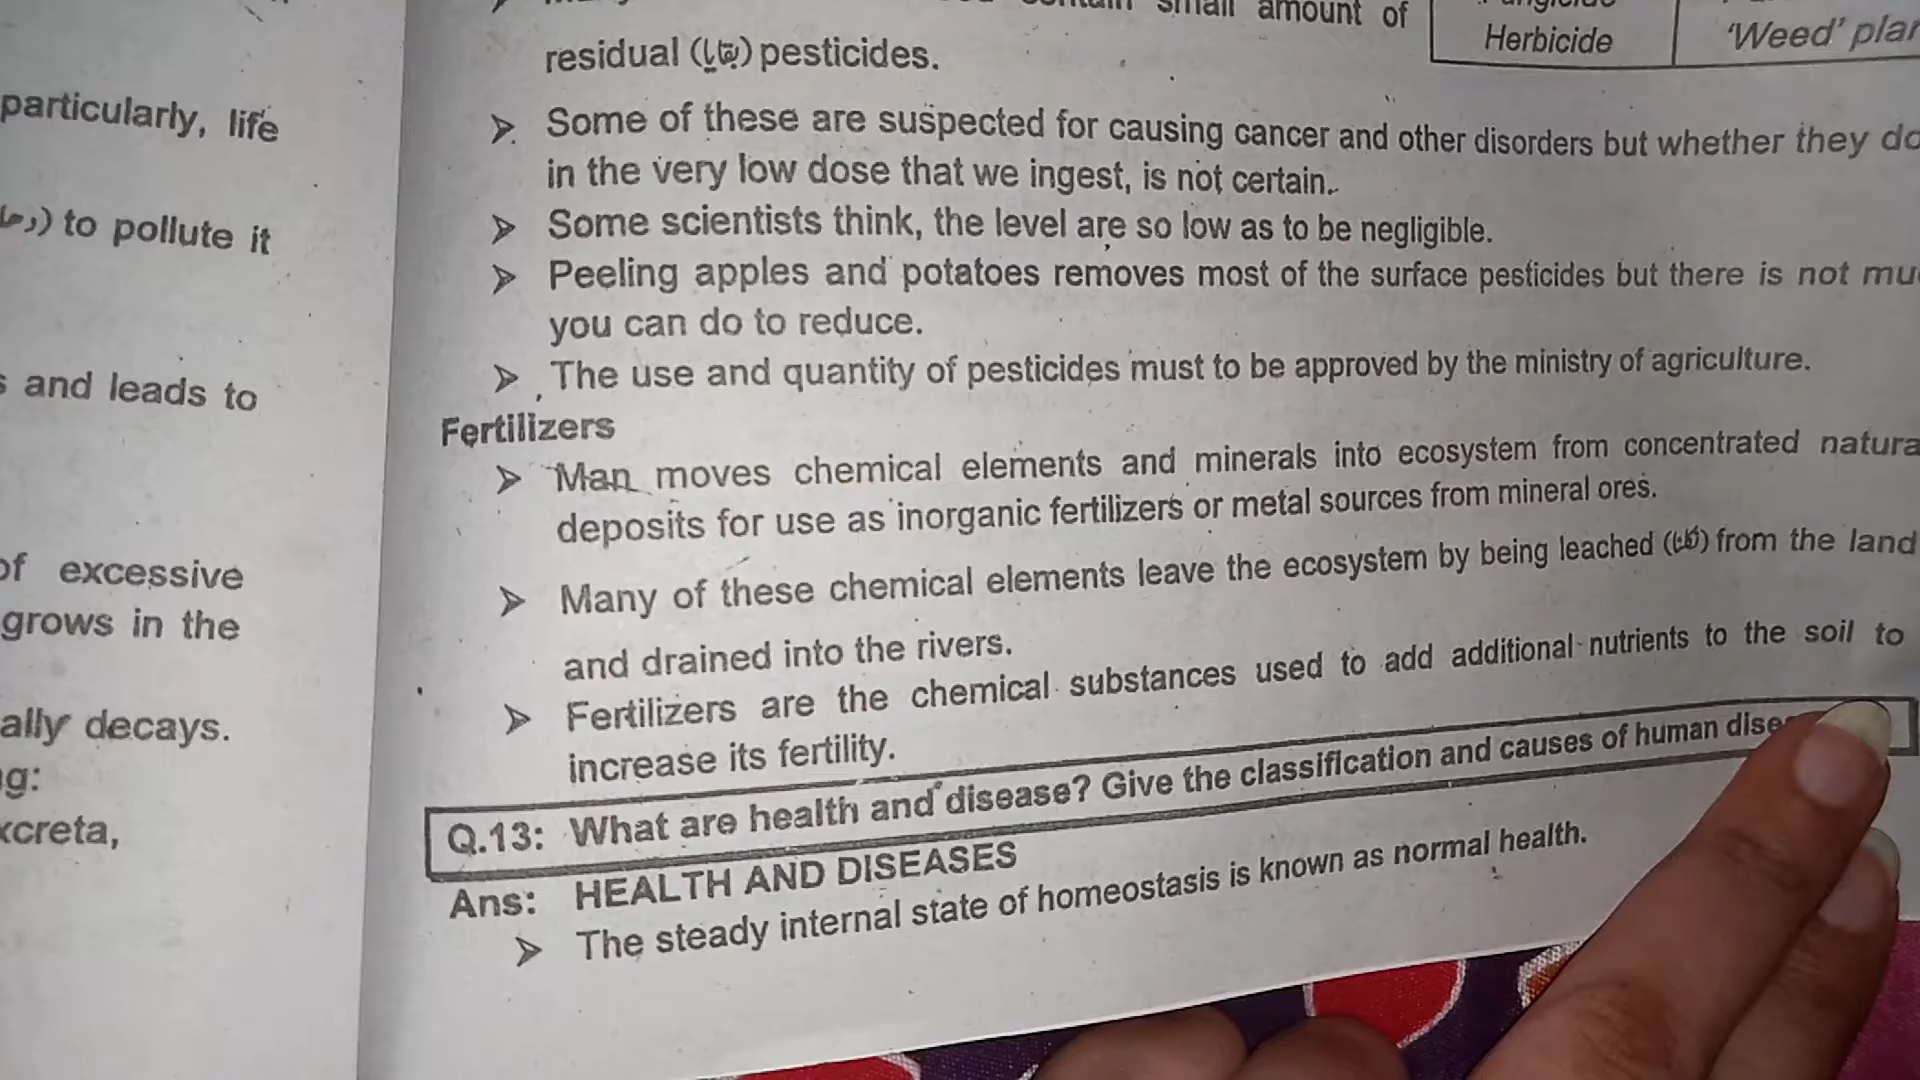 particularly, life
to pollute it
and leads to
of excessive
grows in the
ally decays.
small amount of
residual (بقایا) pesticides.
Herbicide
'Weed' plan
➢ Some of these are suspected for causing cancer and other disorders but whether they do
in the very low dose that we ingest, is not certain.
➢ Some scientists think, the level are so low as to be negligible.
➢ Peeling apples and potatoes removes most of the surface pesticides but there is not mu
you can do to reduce.
➢ The use and quantity of pesticides must to be approved by the ministry of agriculture.
Fertilizers
➢ Man moves chemical elements and minerals into ecosystem from concentrated natura
deposits for use as inorganic fertilizers or metal sources from mineral ores.
➢ Many of these chemical elements leave the ecosystem by being leached from the land
and drained into the rivers.
➢ Fertilizers are the chemical substances used to add additional nutrients to the soil to
increase its fertility.
Q.13: What are health and disease? Give the classification and causes of human dise
Ans: HEALTH AND DISEASES
➢ The steady internal state of homeostasis is known as normal health.